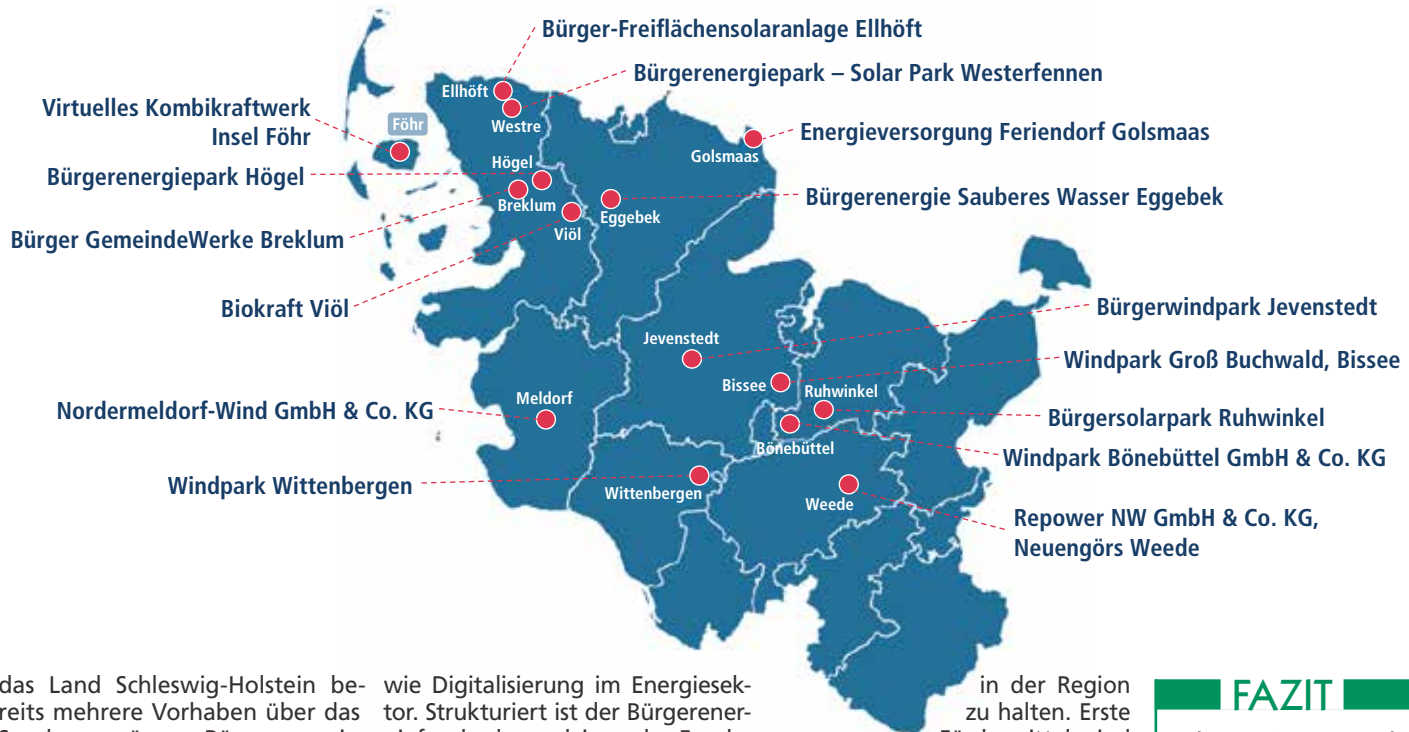 Bürger-Freiflächensolaranlage Ellhöft
Bürgerenergiepark – Solar Park Westerfennen
Virtuelles Kombikraftwerk
Insel Föhr
Energieversorgung Feriendorf Golsmaas
Bürgerenergiepark Högel
Bürgerenergie Sauberes Wasser Eggebek
Bürger GemeindeWerke Breklum
Biokraft Viöl
Bürgerwindpark Jevenstedt
Windpark Groß Buchwald, Bissee
Nordermeldorf-Wind GmbH & Co. KG
Bürgersolarpark Ruhwinkel
Windpark Bönebüttel GmbH & Co. KG
Windpark Wittenbergen
Repower NW GmbH & Co. KG,
Neuengörs Weede
Ellhöft
Westre
Föhr
Golsmaas
Högel
Breklum
Eggebek
Viöl
Jevenstedt
Bissee
Ruhwinkel
Meldorf
Bönebüttel
Wittenbergen
Weede
das Land Schleswig-Holstein be-
reits mehrere Vorhaben über das
wie Digitalisierung im Energiesek-
tor. Strukturiert ist der Bürgerener-
in der Region
zu halten. Erste
FAZIT